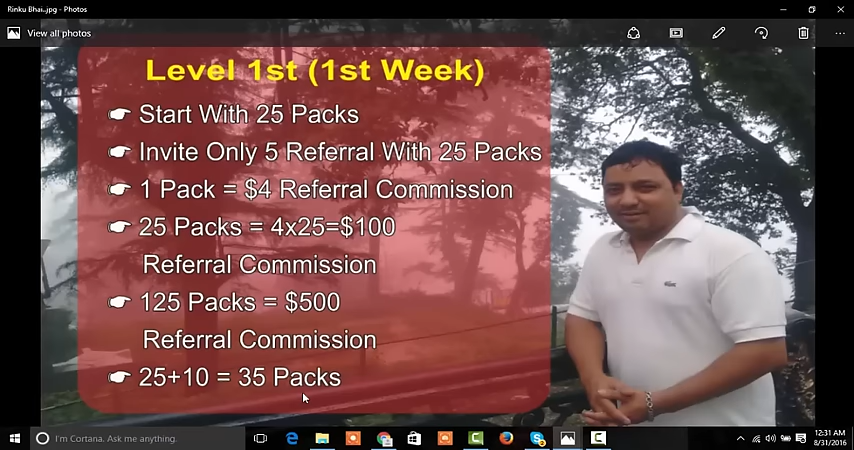 Rinku Bhai..jpg - Photos
View all photos
Level 1st (1st Week)
Start With 25 Packs
Invite Only 5 Referral With 25 Packs
1 Pack = $4 Referral Commission
25 Packs = 4x25=$100
Referral Commission
125 Packs = $500
Referral Commission
25+10 = 35 Packs
I'm Cortana. Ask me anything.
12:31 AM
8/31/2016